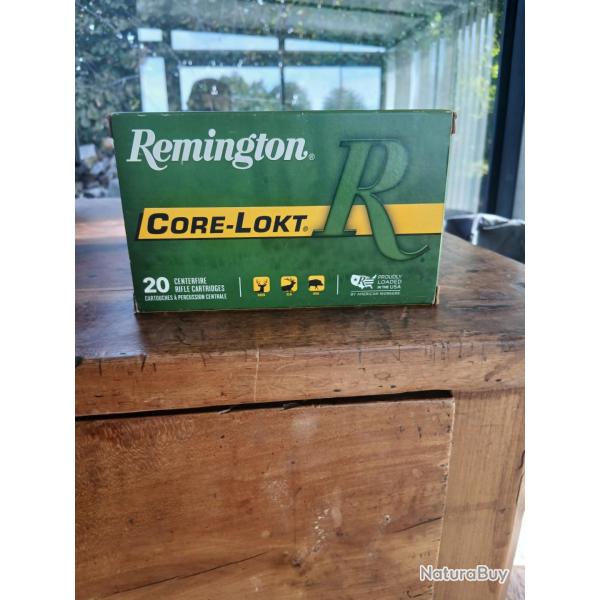 Remington®
R
CORE-LOKT®
20 CENTERFIRE
RIFLE CARTRIDGES
CARTOUCHES À PERCUSSION CENTRALE
PROUDLY
LOADED
IN THE USA
BY AMERICAN WORKERS
NaturaBuy